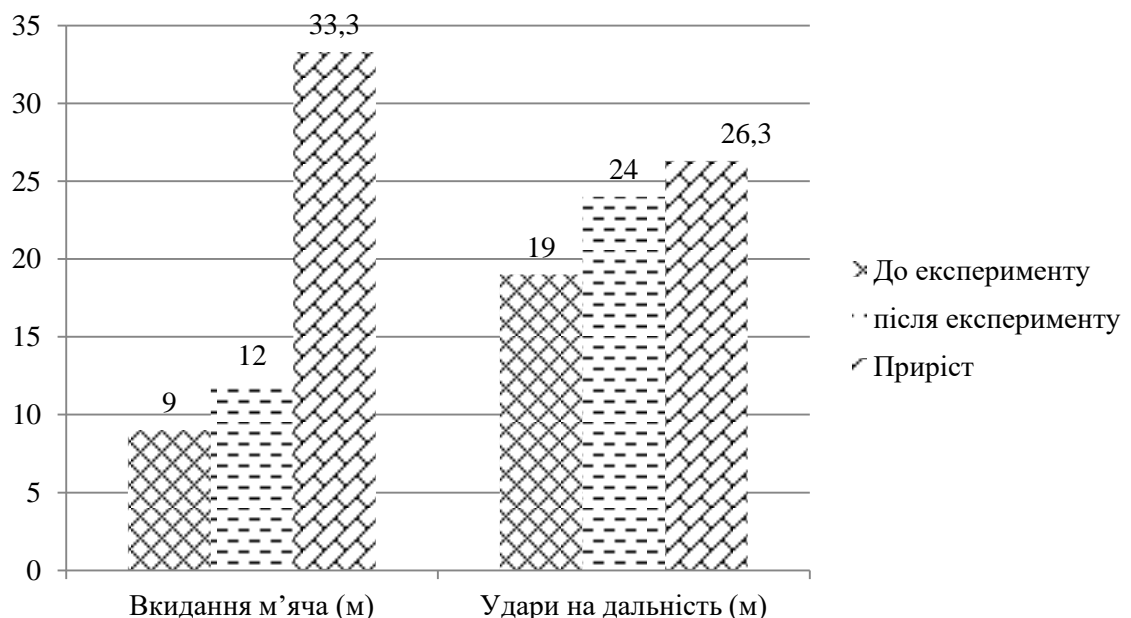 35
30
25
20
15
10
5
0
33,3
12
9
26,3
24
19
Вкидання м’яча (м)
Удари на дальність (м)
До експерименту
після експерименту
Приріст